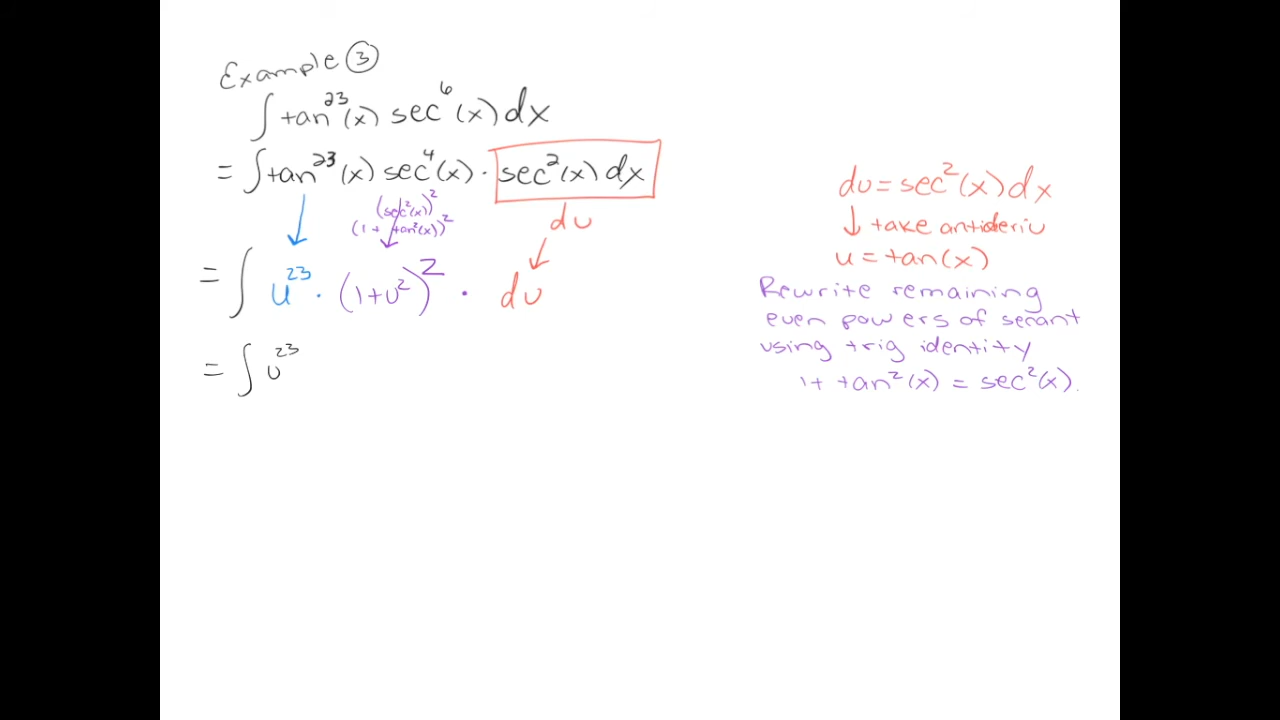 Example ③
∫ tan²³(x) sec⁶(x) dx
= ∫ tan²³(x) sec⁴(x) · sec²(x) dx
(sec²(x))²
(1 + tan²(x))²
du
= ∫ u²³ · (1+u²)² · du
= ∫ u²³
du = sec²(x) dx
↓ take antideriv
u = tan(x)
Rewrite remaining
even powers of secant
using trig identity
1 + tan²(x) = sec²(x).